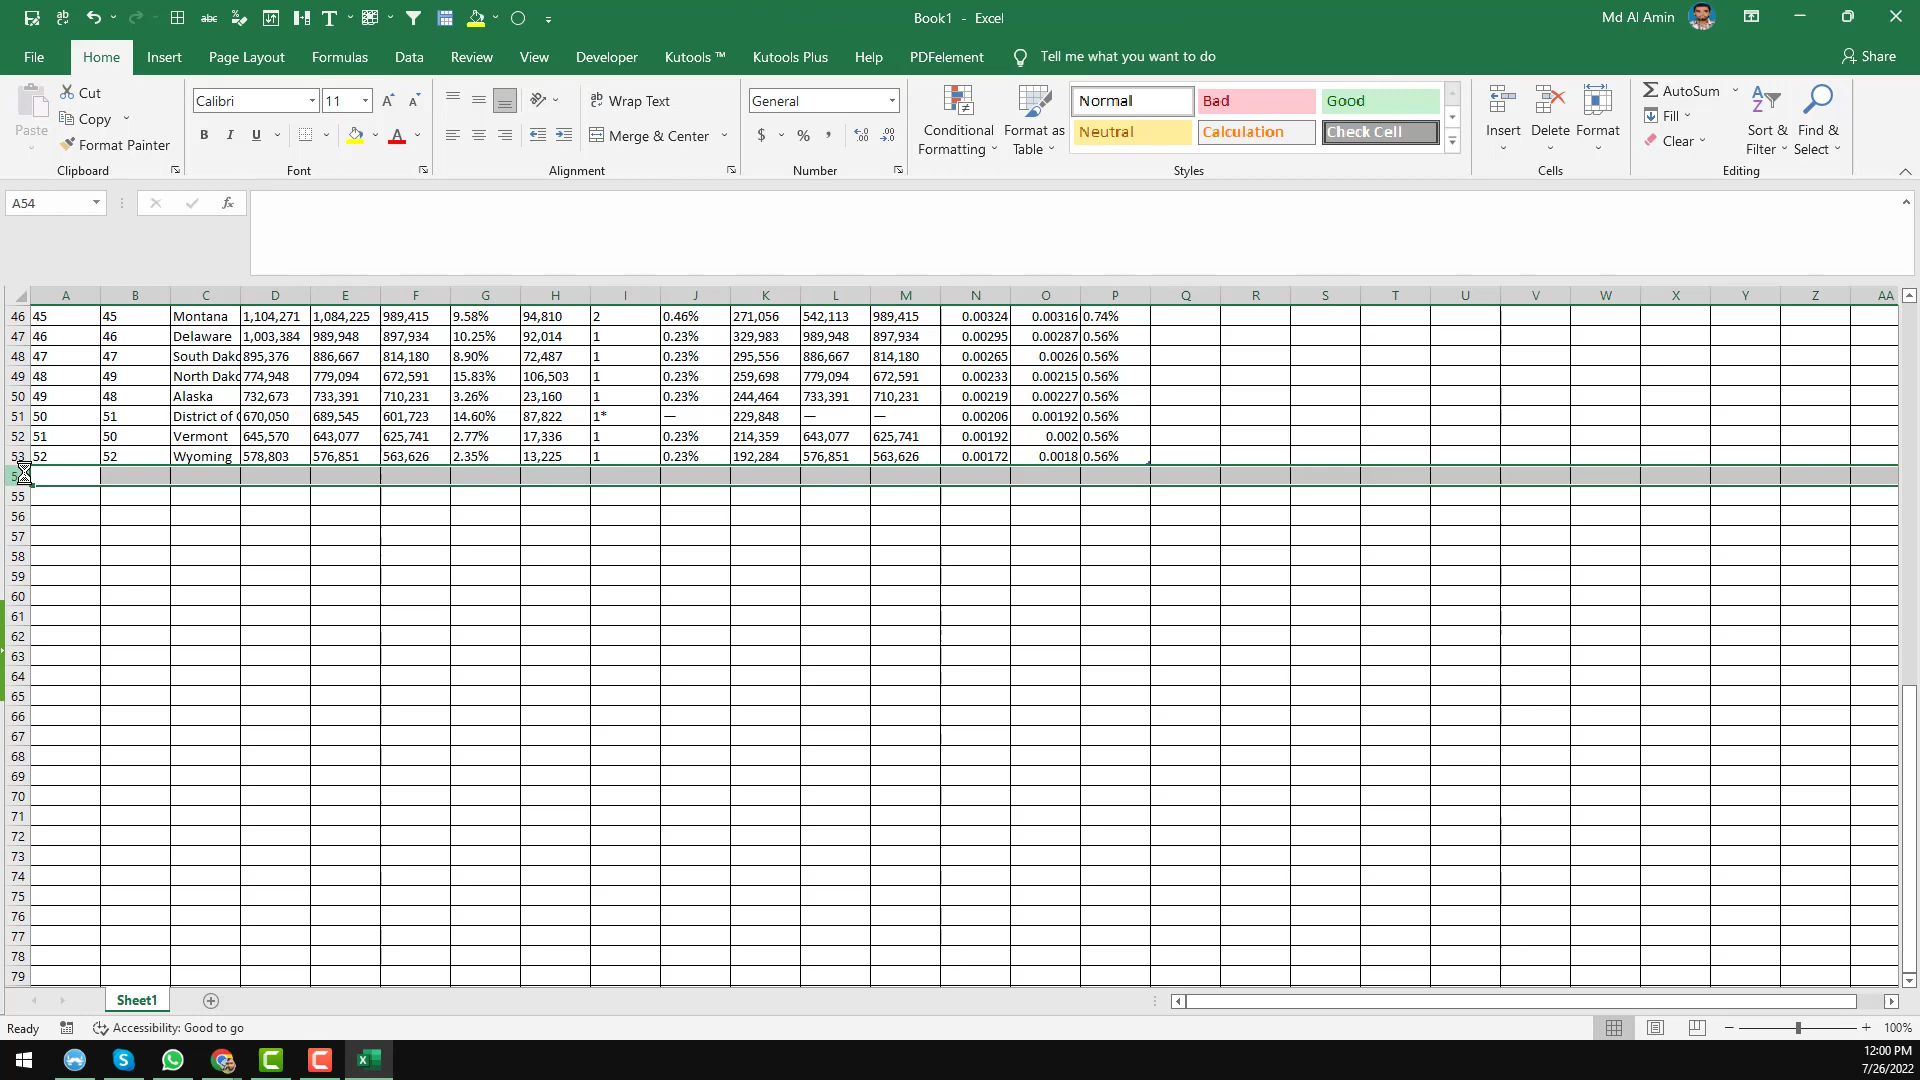 Book1 - Excel
Md Al Amin
File Home Insert Page Layout Formulas Data Review View Developer Kutools ™ Kutools Plus Help PDFelement Tell me what you want to do Share
Paste
Cut
Copy
Format Painter
Clipboard
Calibri 11
B I U
Font
Wrap Text
Merge & Center
Alignment
General
$ % ,
Number
Conditional Formatting
Format as Table
Normal Bad Good
Neutral Calculation Check Cell
Styles
Insert Delete Format
Cells
AutoSum
Fill
Clear
Sort & Filter
Find & Select
Editing
A54 fx
A B C D E F G H I J K L M N O P Q R S T U V W X Y Z AA
46 45 45 Montana 1,104,271 1,084,225 989,415 9.58% 94,810 2 0.46% 271,056 542,113 989,415 0.00324 0.00316 0.74%
47 46 46 Delaware 1,003,384 989,948 897,934 10.25% 92,014 1 0.23% 329,983 989,948 897,934 0.00295 0.00287 0.56%
48 47 47 South Dako 895,376 886,667 814,180 8.90% 72,487 1 0.23% 295,556 886,667 814,180 0.00265 0.0026 0.56%
49 48 49 North Dako 774,948 779,094 672,591 15.83% 106,503 1 0.23% 259,698 779,094 672,591 0.00233 0.00215 0.56%
50 49 48 Alaska 732,673 733,391 710,231 3.26% 23,160 1 0.23% 244,464 733,391 710,231 0.00219 0.00227 0.56%
51 50 51 District of 670,050 689,545 601,723 14.60% 87,822 1* — 229,848 — — 0.00206 0.00192 0.56%
52 51 50 Vermont 645,570 643,077 625,741 2.77% 17,336 1 0.23% 214,359 643,077 625,741 0.00192 0.002 0.56%
53 52 52 Wyoming 578,803 576,851 563,626 2.35% 13,225 1 0.23% 192,284 576,851 563,626 0.00172 0.0018 0.56%
55
56
57
58
59
60
61
62
63
64
65
66
67
68
69
70
71
72
73
74
75
76
77
78
79
Sheet1
Ready Accessibility: Good to go 100%
12:00 PM
7/26/2022